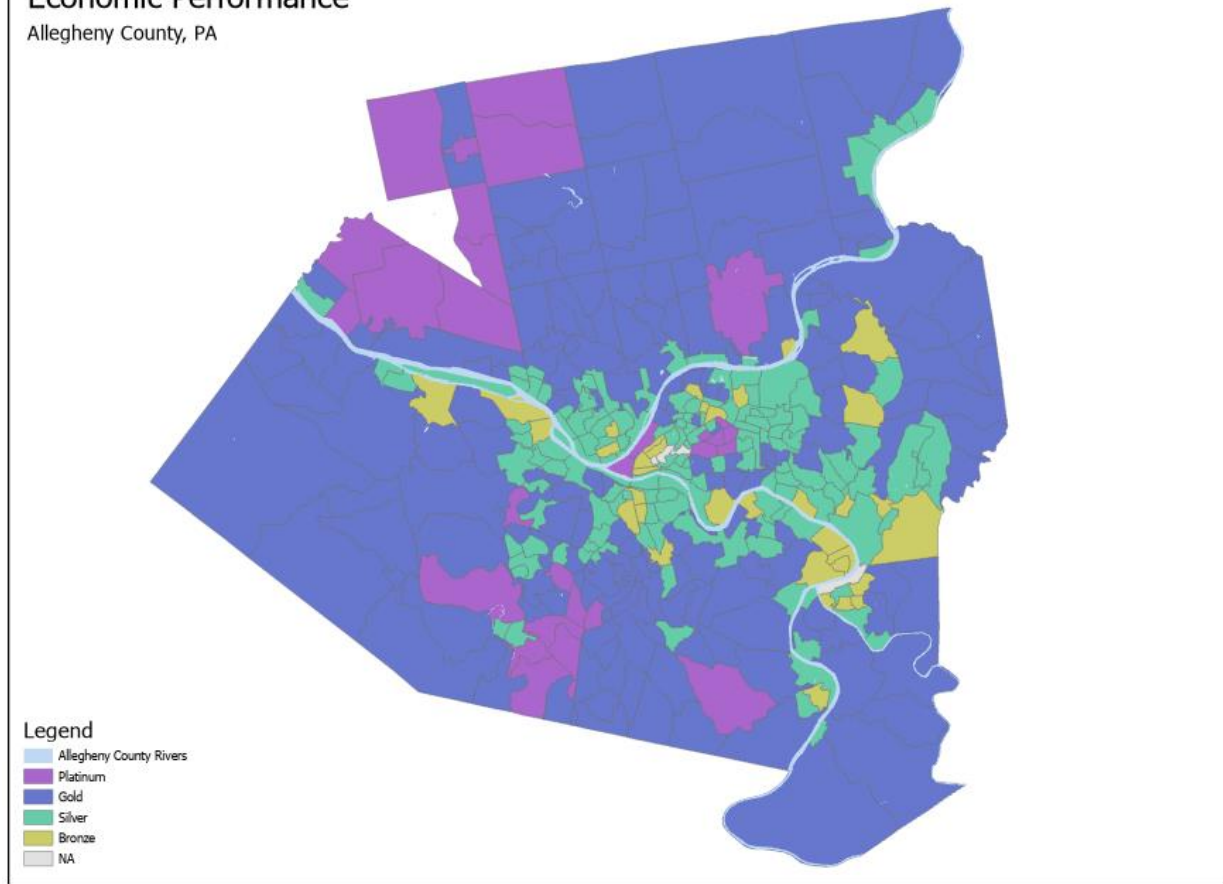 Economic Performance
Allegheny County, PA
Legend
Allegheny County Rivers
Platinum
Gold
Silver
Bronze
NA